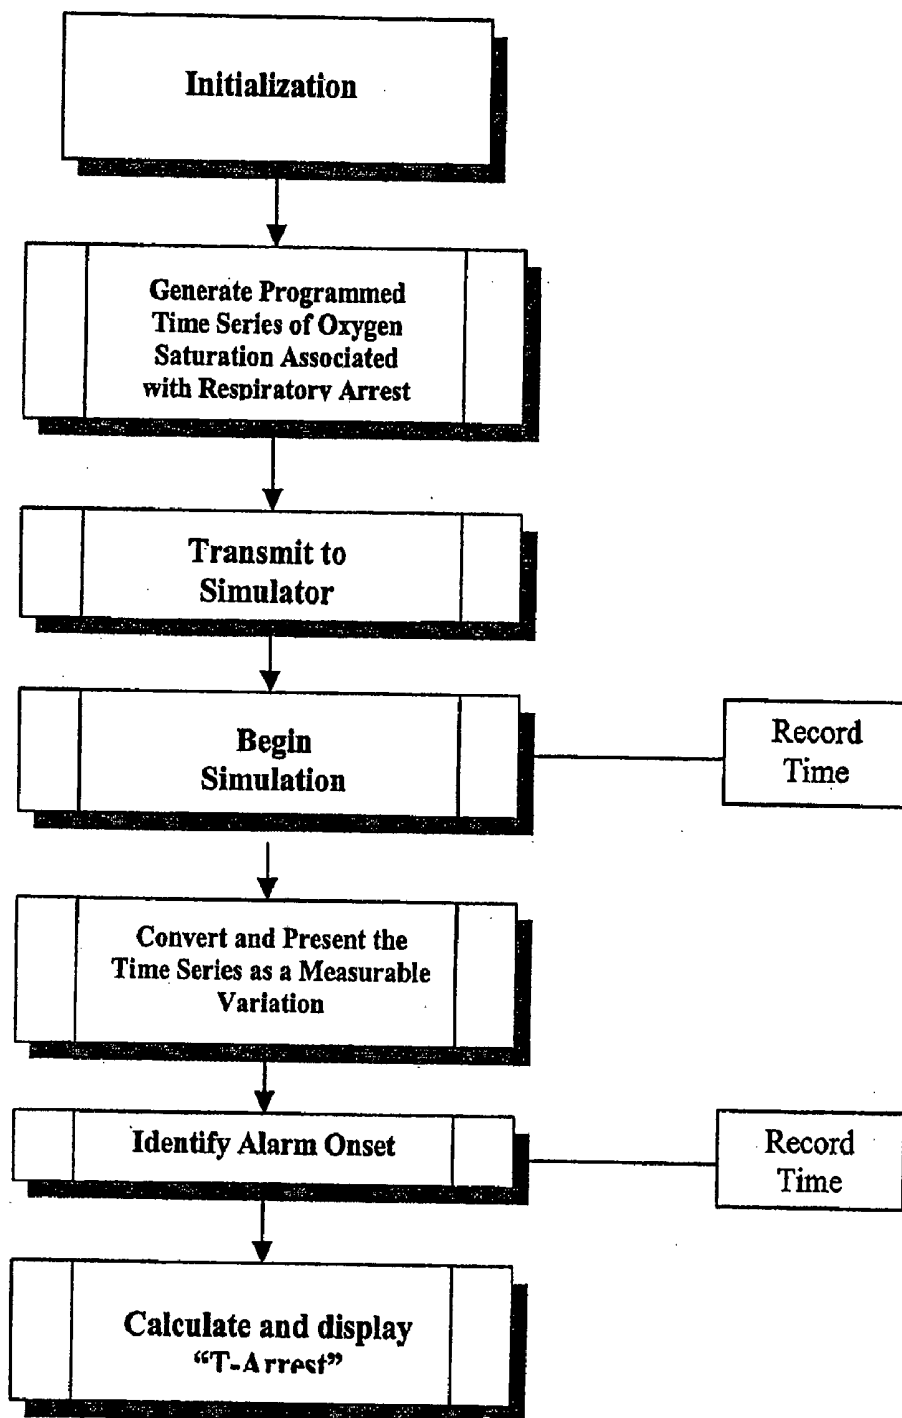 Initialization
Generate Programmed
Time Series of Oxygen
Saturation Associated
with Respiratory Arrest
Transmit to
Simulator
Begin
Simulation
Record
Time
Convert and Present the
Time Series as a Measurable
Variation
Identify Alarm Onset
Record
Time
Calculate and display
“T-Arrest”